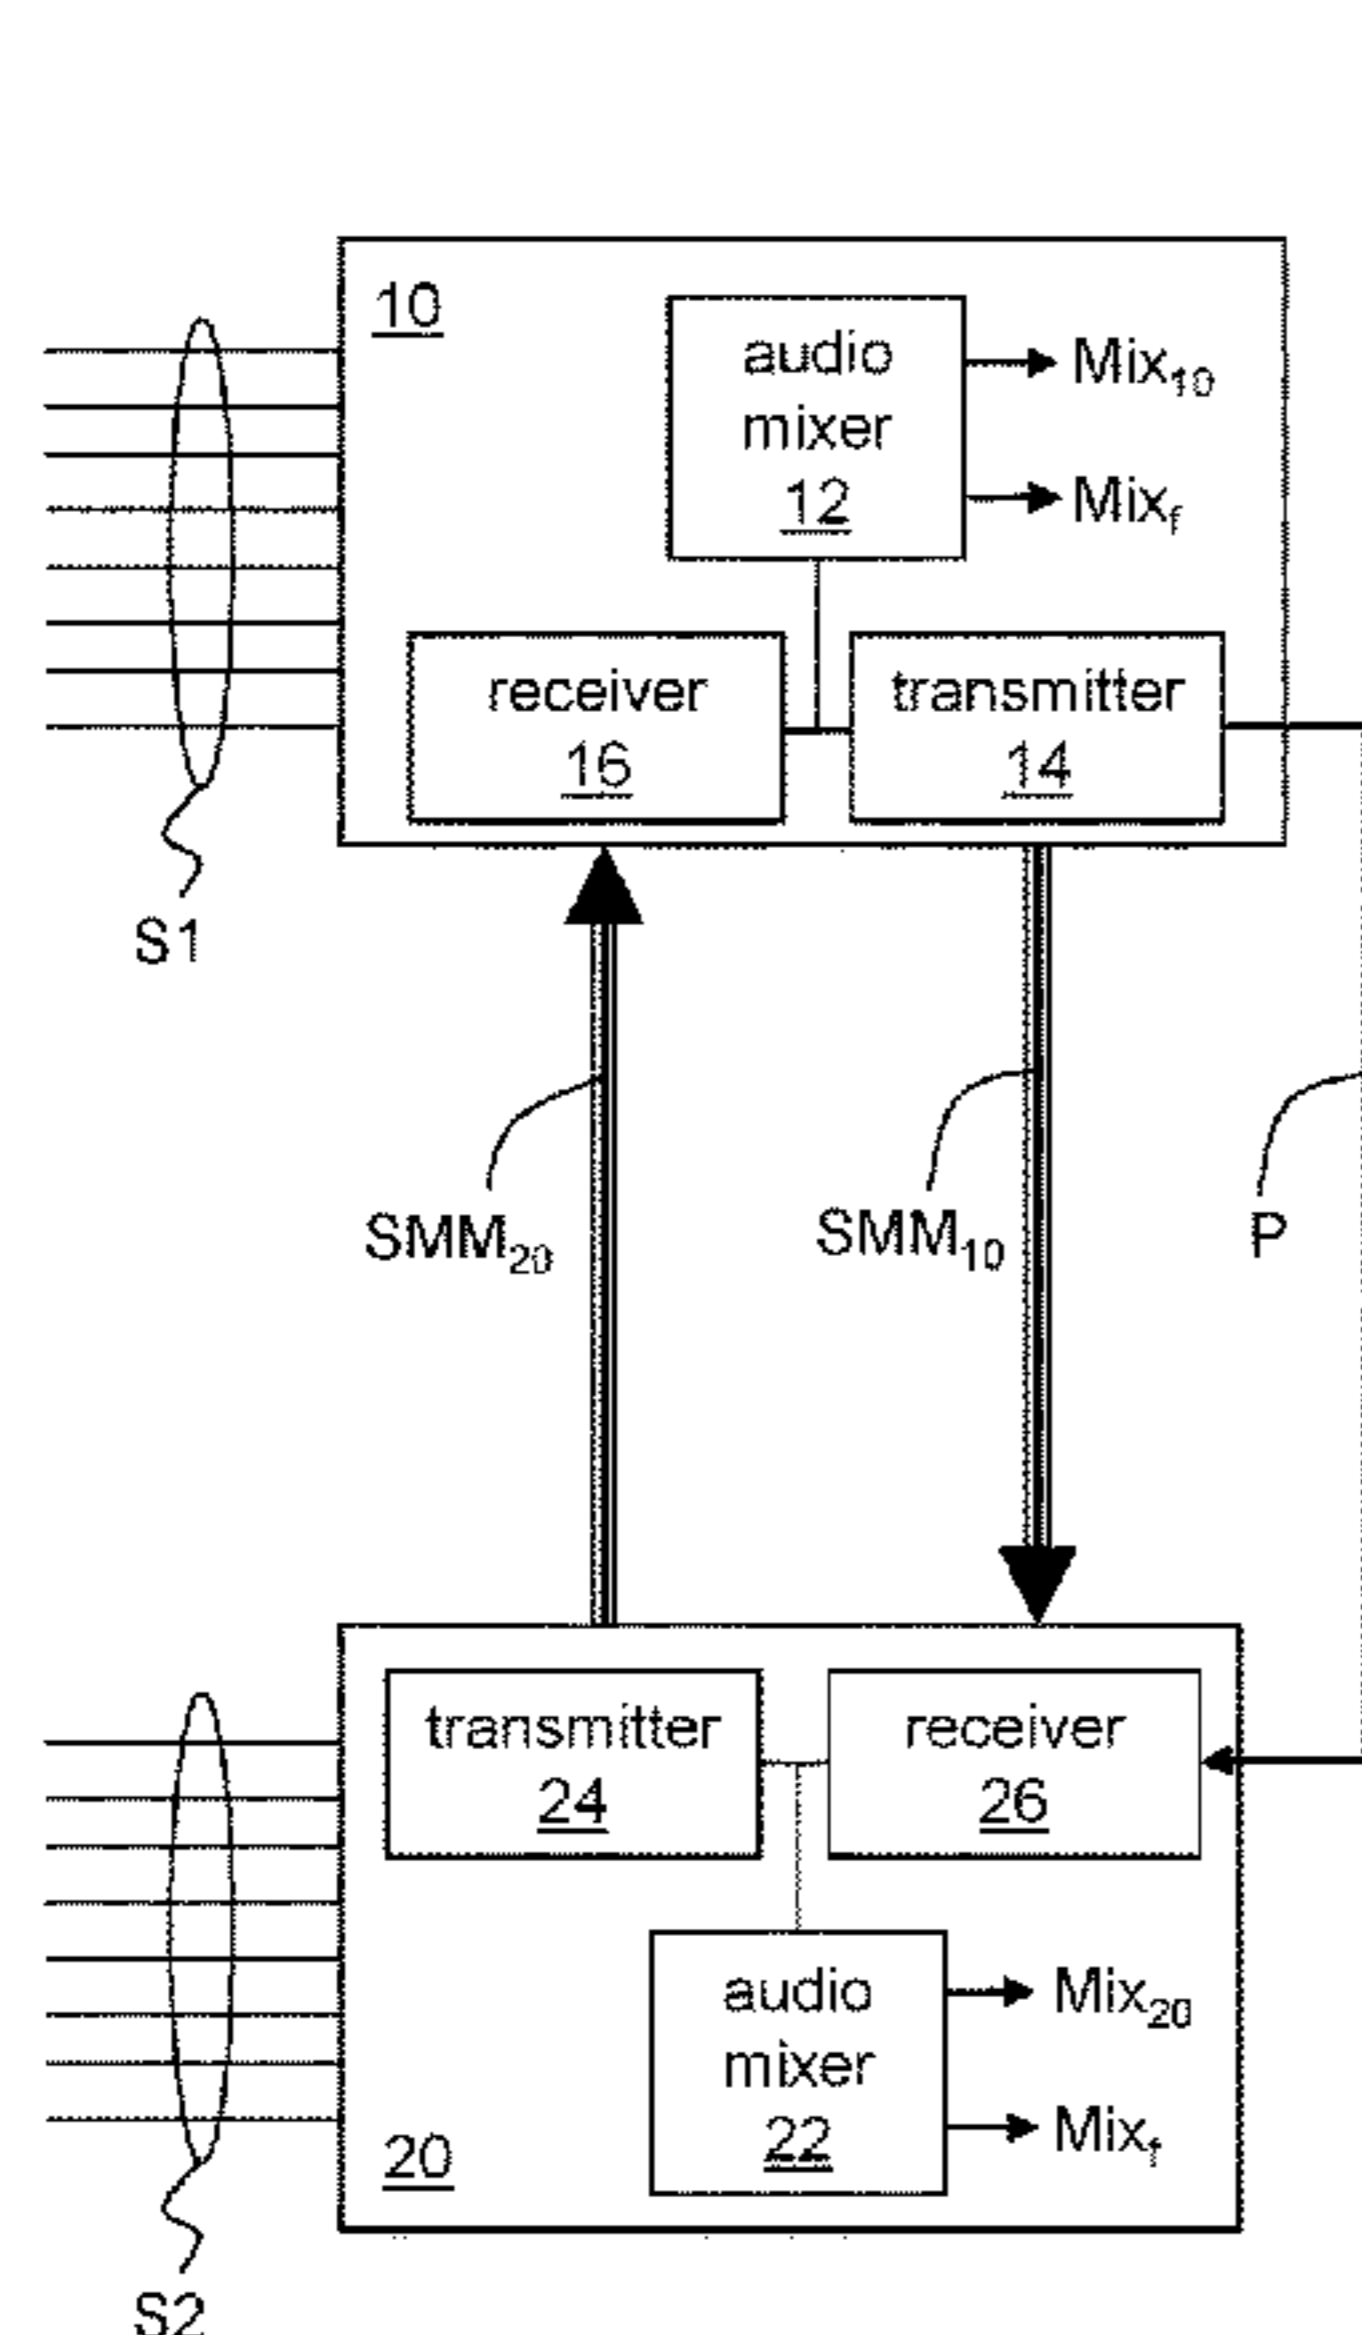 10
audio
mixer
12
Mix10
Mixf
receiver
16
transmitter
14
S1
SMM20
SMM10
P
transmitter
24
receiver
26
audio
mixer
22
Mix20
Mixf
20
S2